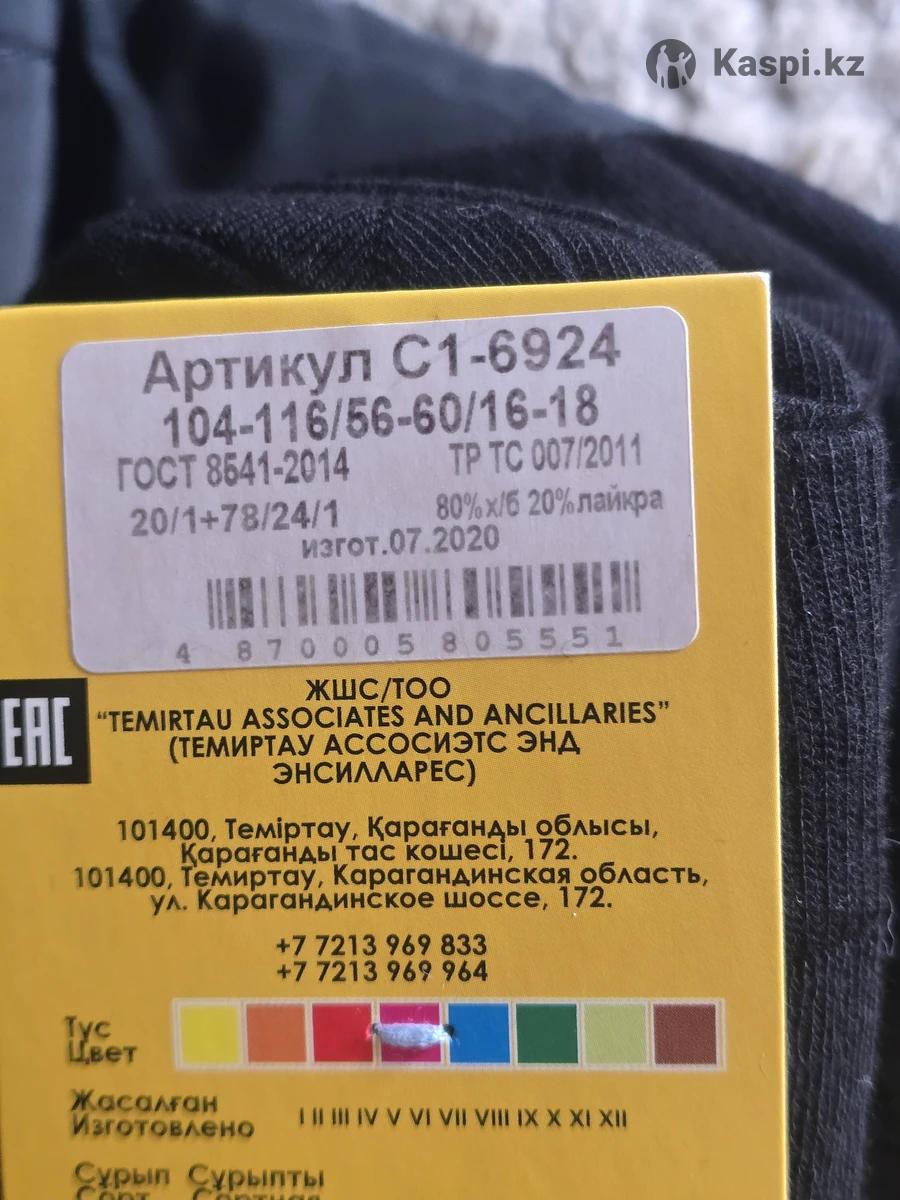 Kaspi.kz
Артикул С1-6924
104-116/56-60/16-18
ГОСТ 8541-2014 ТР ТС 007/2011
20/1+78/24/1 80%х/б 20%лайкра
изгот.07.2020
4 870005 805551
ЖШС/ТОО
EAC
“TEMIRTAU ASSOCIATES AND ANCILLARIES”
(ТЕМИРТАУ АССОСИЭТС ЭНД
ЭНСИЛЛАРЕС)
101400, Теміртау, Қарағанды облысы,
Қарағанды тас кошесі, 172.
101400, Темиртау, Карагандинская область,
ул. Карагандинское шоссе, 172.
+7 7213 969 833
+7 7213 969 964
Түс
Цвет
Жасалған
Изготовлено I II III IV V VI VII VIII IX X XI XII
Сұрып Сұрыпты
Сорт Сортная